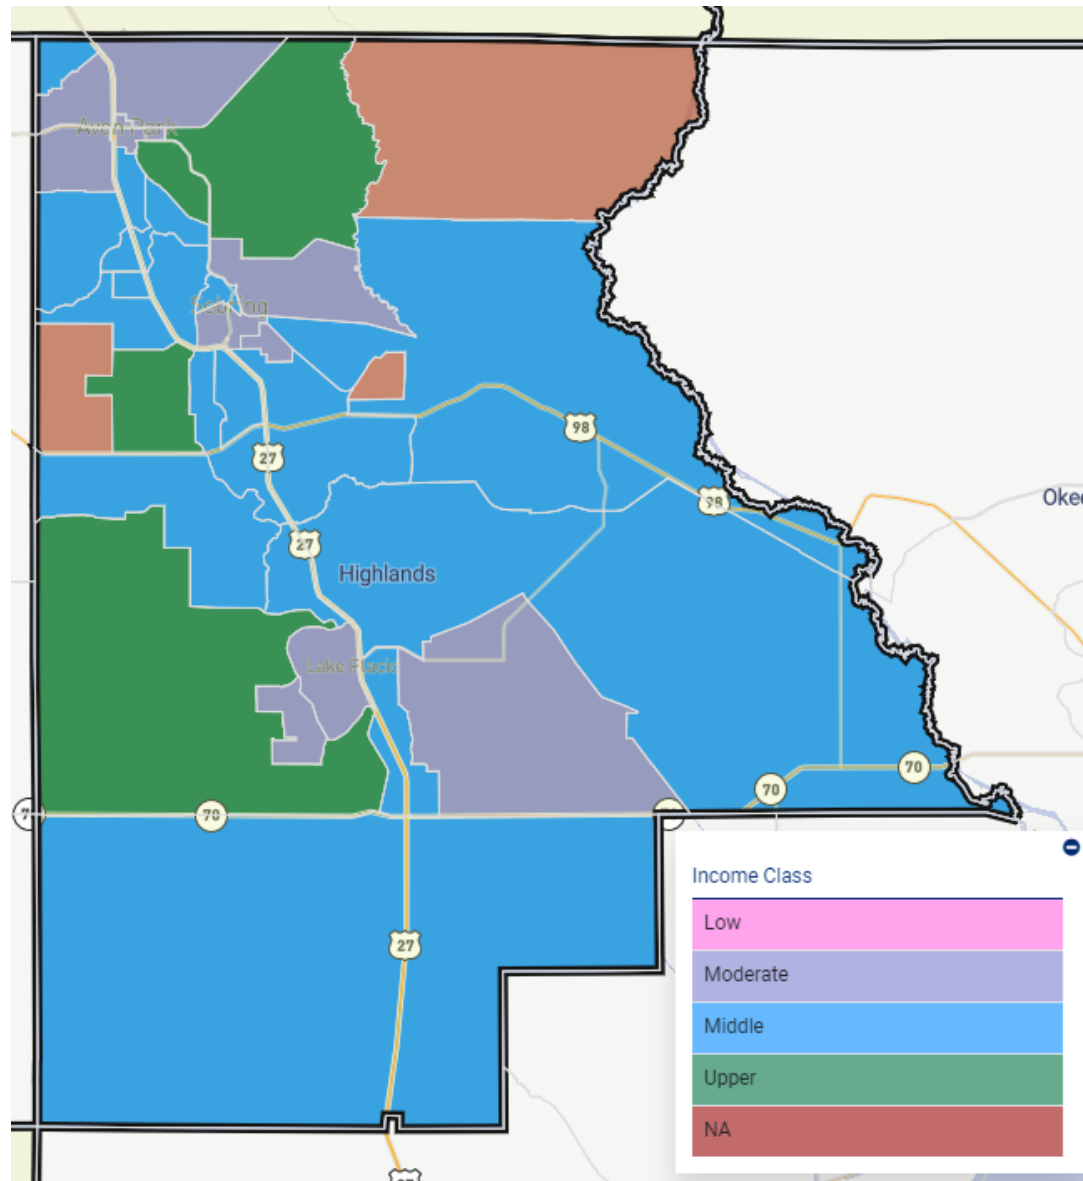 Avon Park
Sebring
98
27
98
Okee
27
Highlands
Lake Placid
70
70
7
70
Income Class
Low
Moderate
27
Middle
Upper
NA